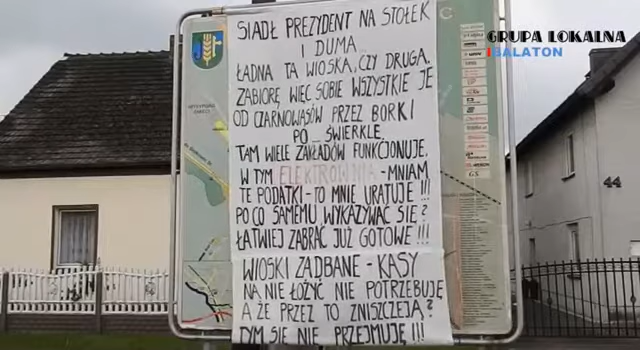 GRUPA LOKALNA
BALATON
SIADŁ PREZYDENT NA STOŁEK
I DUMA
ŁADNA TA WIOSKA, CZY DRUGA,
ZABIORĘ WIĘC SOBIE WSZYSTKIE JE
OD CZARNOWĄSÓW PRZEZ BORKI
PO ŚWIERKLE.
TAM WIELE ZAKŁADÓW FUNKCJONUJE,
W TYM ELEKTROWNIA - MNIAM
TE PODATKI - TO MNIE URATUJE!!!
PO CO SAMEMU WYKAZYWAĆ SIĘ?
ŁATWIEJ ZABRAĆ JUŻ GOTOWE!!!
WIOSKI ZADBANE - KASY
NA NIE ŁOŻYĆ NIE POTRZEBUJĘ
A ŻE PRZEZ TO ZNISZCZEJĄ?
TYM SIĘ NIE PRZEJMUJĘ!!!
44